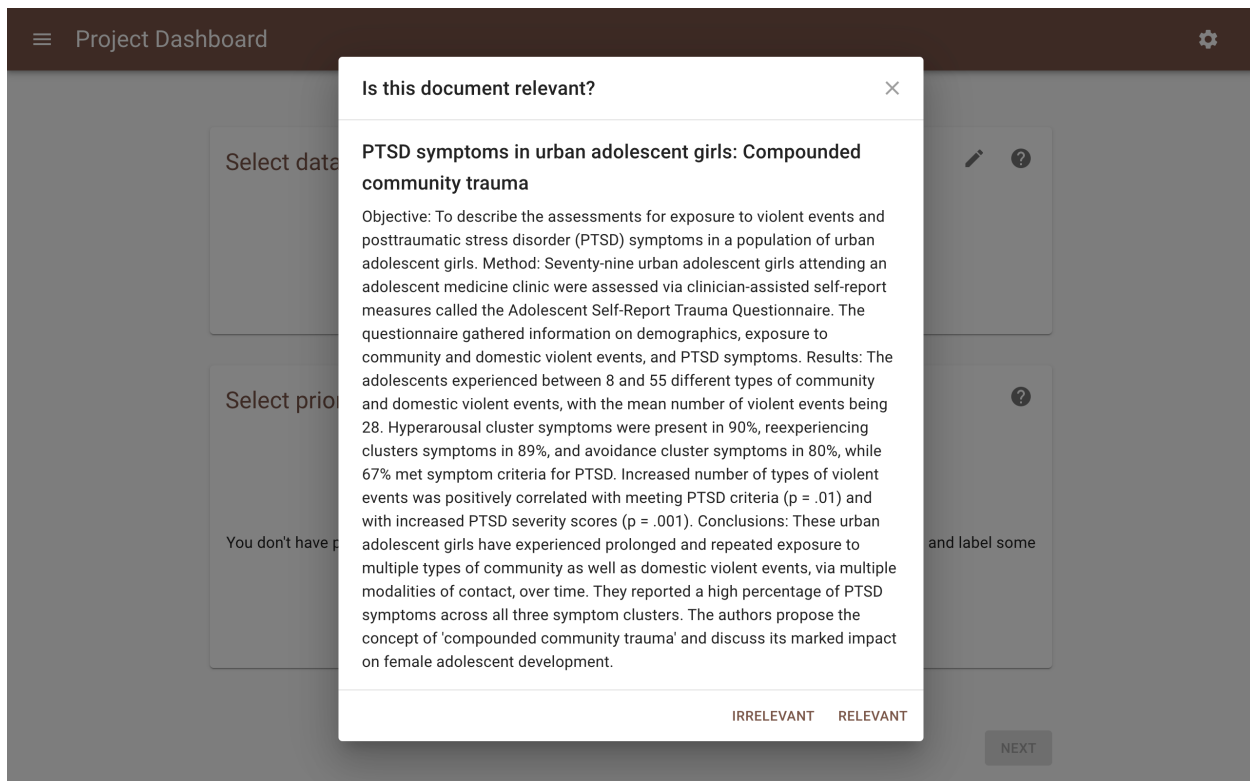 Project Dashboard
Is this document relevant?
Select data
PTSD symptoms in urban adolescent girls: Compounded
community trauma
Objective: To describe the assessments for exposure to violent events and
posttraumatic stress disorder (PTSD) symptoms in a population of urban
adolescent girls. Method: Seventy-nine urban adolescent girls attending an
adolescent medicine clinic were assessed via clinician-assisted self-report
measures called the Adolescent Self-Report Trauma Questionnaire. The
questionnaire gathered information on demographics, exposure to
community and domestic violent events, and PTSD symptoms. Results: The
adolescents experienced between 8 and 55 different types of community
and domestic violent events, with the mean number of violent events being
28. Hyperarousal cluster symptoms were present in 90%, reexperiencing
clusters symptoms in 89%, and avoidance cluster symptoms in 80%, while
67% met symptom criteria for PTSD. Increased number of types of violent
events was positively correlated with meeting PTSD criteria (p = .01) and
with increased PTSD severity scores (p = .001). Conclusions: These urban
adolescent girls have experienced prolonged and repeated exposure to
multiple types of community as well as domestic violent events, via multiple
modalities of contact, over time. They reported a high percentage of PTSD
symptoms across all three symptom clusters. The authors propose the
concept of 'compounded community trauma' and discuss its marked impact
on female adolescent development.
IRRELEVANT RELEVANT
Select prior
You don't have p
and label some
NEXT